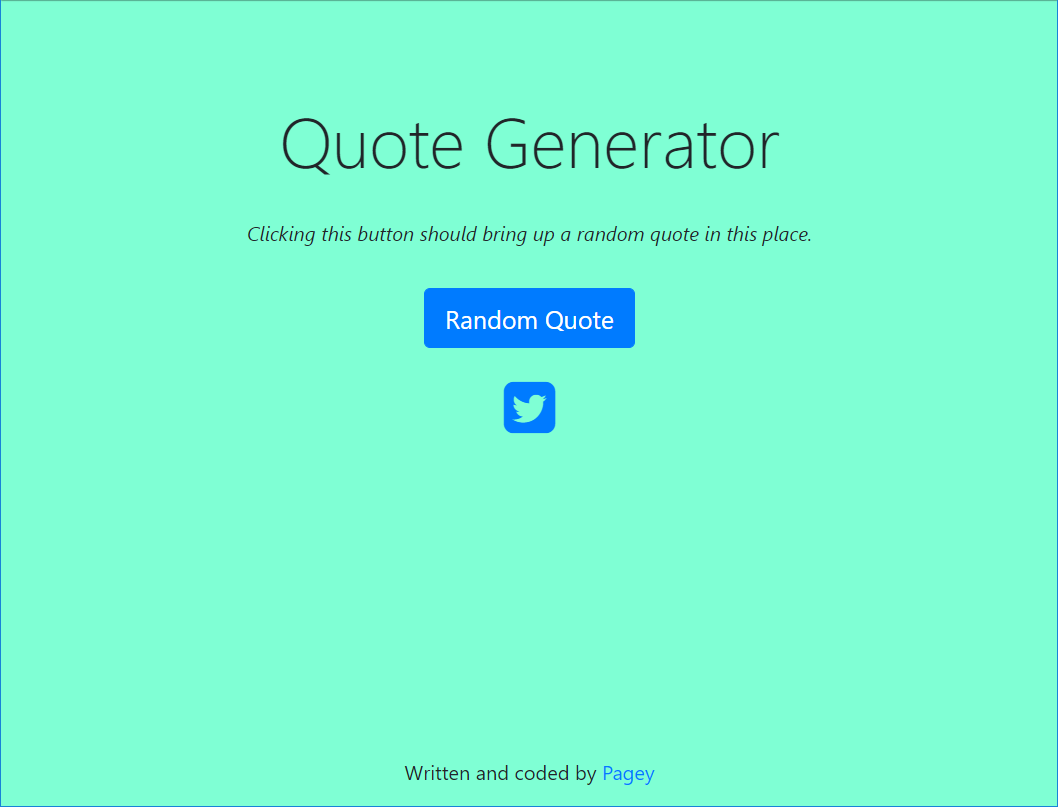 Quote Generator
Clicking this button should bring up a random quote in this place.
Random Quote
Written and coded by Pagey